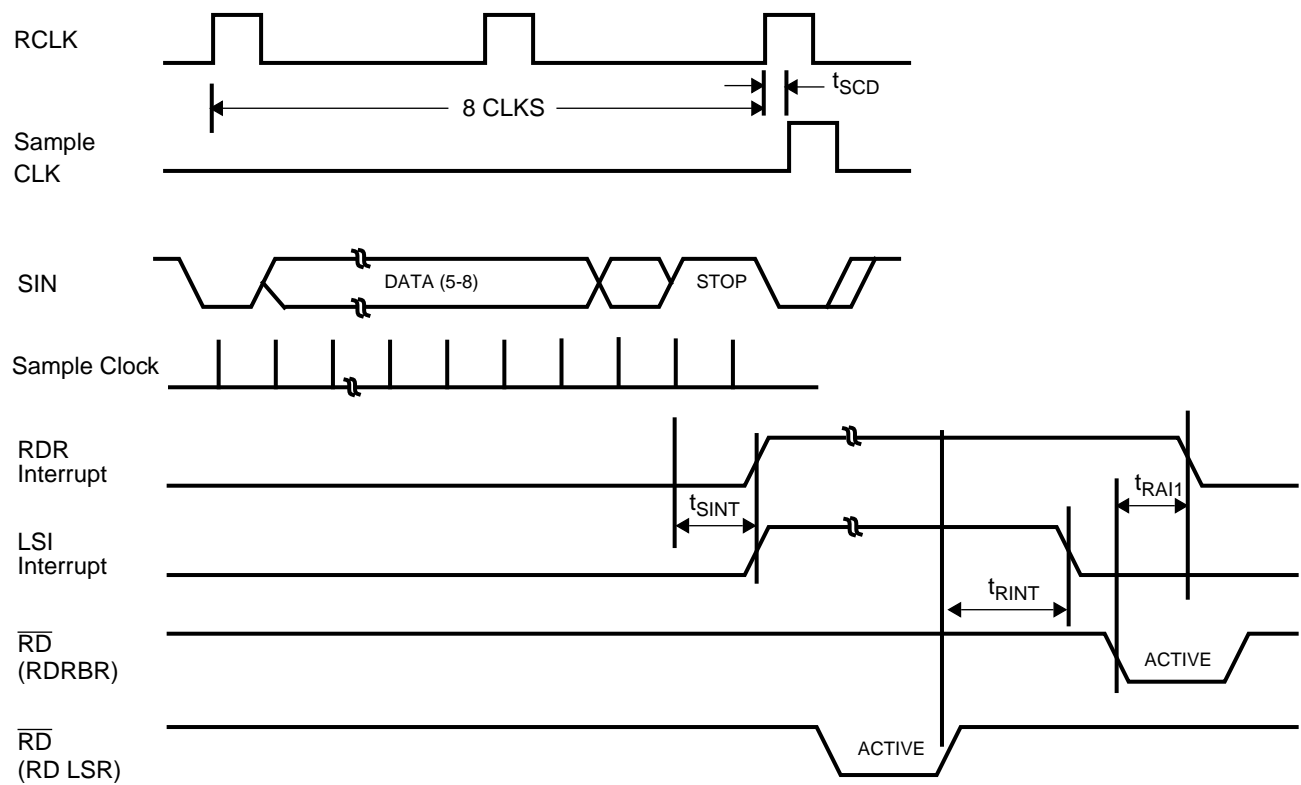 RCLK
tSCD
8 CLKS
Sample
CLK
SIN
DATA (5-8)
STOP
Sample Clock
RDR
Interrupt
tRAI1
tSINT
LSI
Interrupt
tRINT
RD
(RDRBR)
ACTIVE
RD
(RD LSR)
ACTIVE